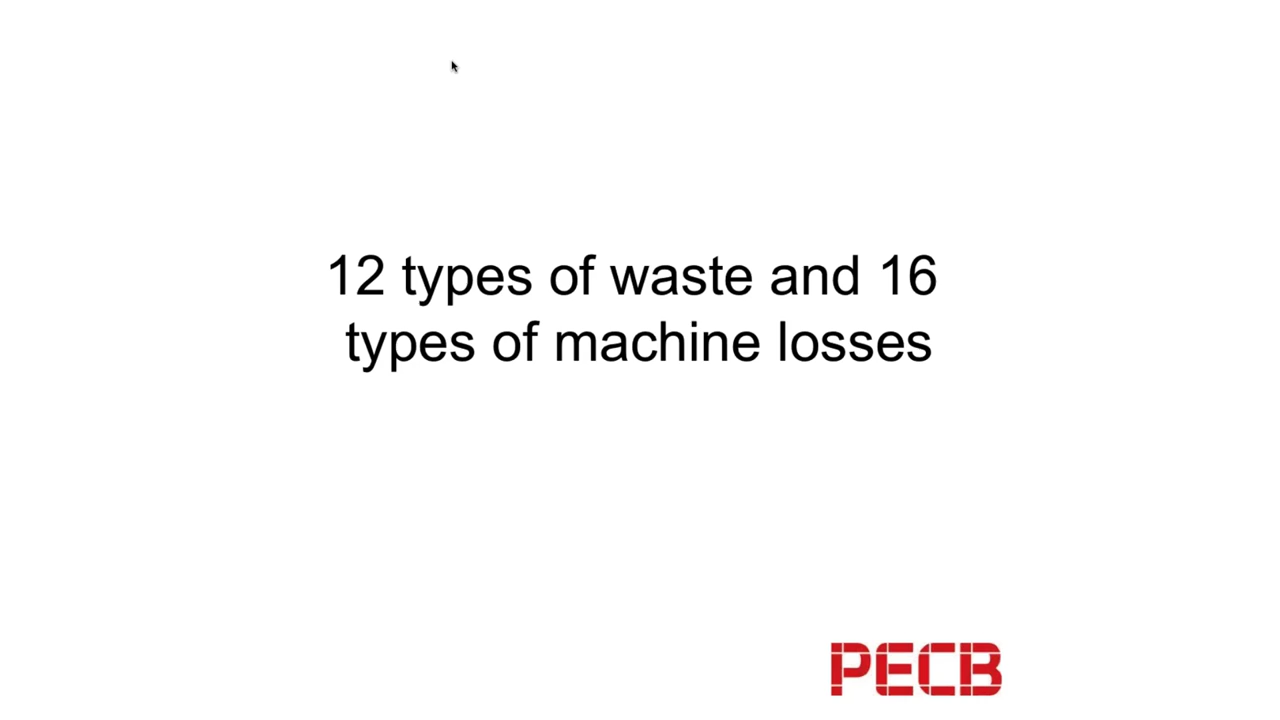 12 types of waste and 16
types of machine losses
PECB